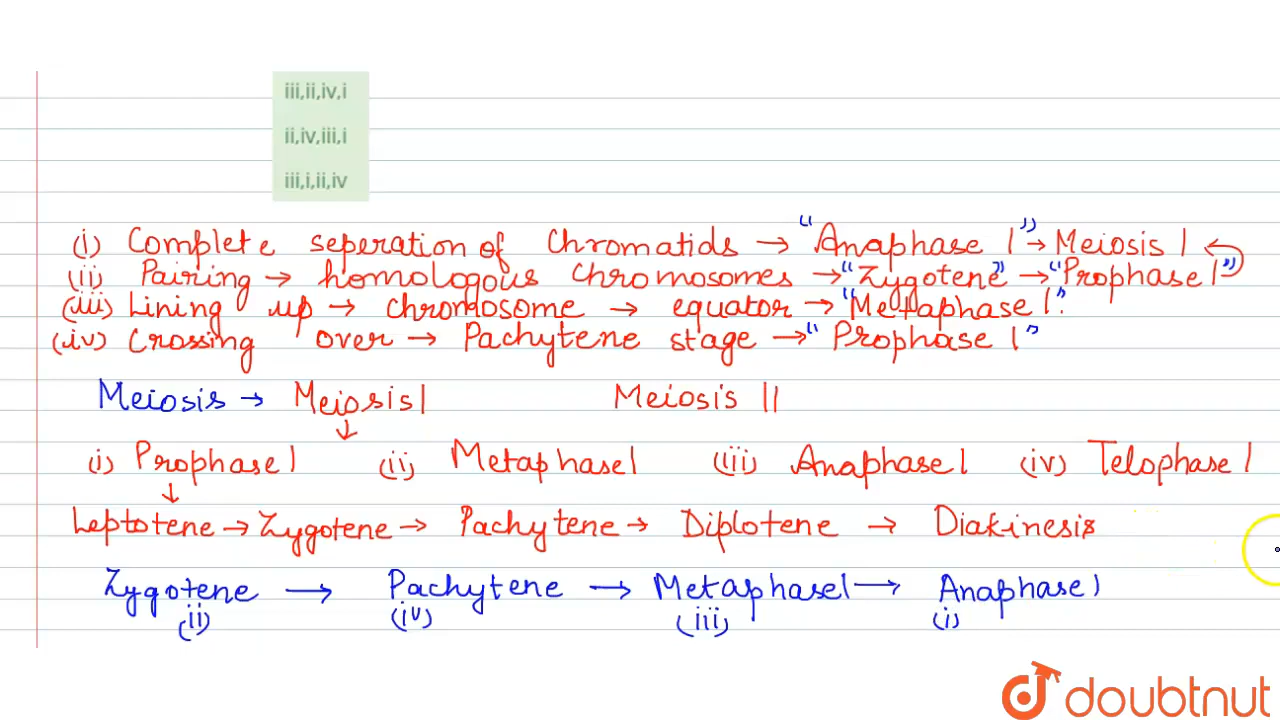 iii,ii,iv,i
ii,iv,iii,i
iii,i,ii,iv
(i) Complete seperation of Chromatids → "Anaphase I" → Meiosis I
(ii) Pairing → homologous Chromosomes → "Zygotene" → "Prophase I"
(iii) Lining up → chromosome → equator → "Metaphase I."
(iv) Crossing over → Pachytene stage → "Prophase I"
Meiosis → Meiosis I Meiosis II
↓
(i) Prophase I (ii) Metaphase I (iii) Anaphase I (iv) Telophase I
↓
Leptotene → Zygotene → Pachytene → Diplotene → Diakinesis
Zygotene → Pachytene → Metaphase I → Anaphase I
(ii) (iv) (iii) (i)
doubtnut